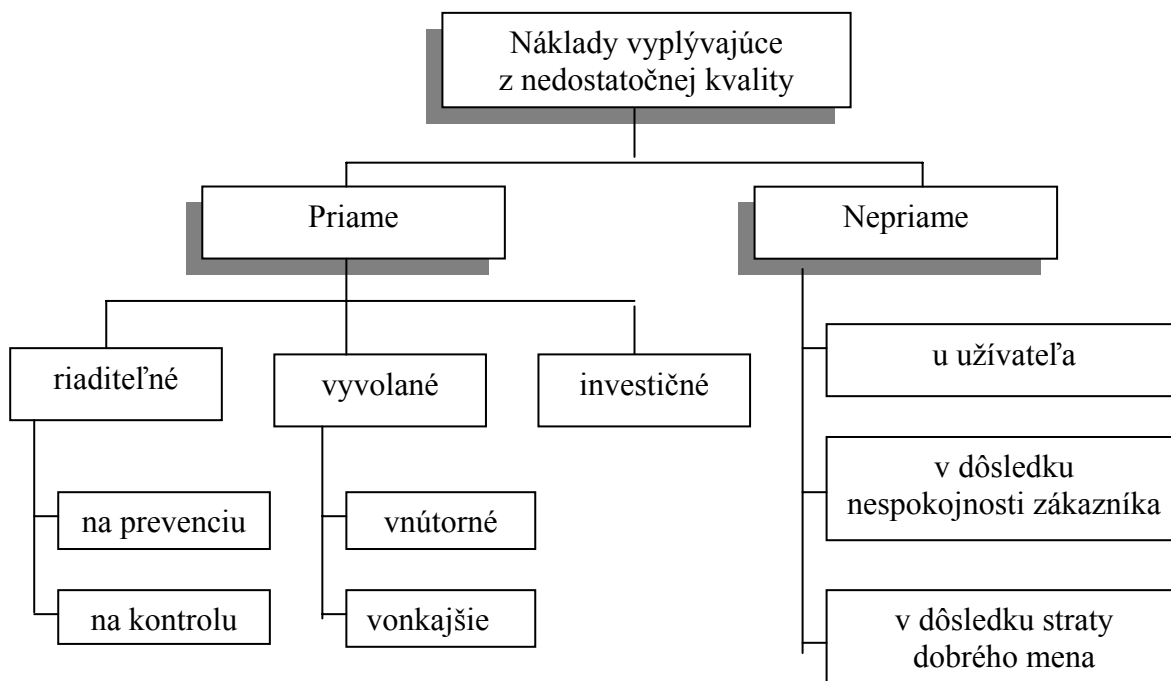 Náklady vyplývajúce
z nedostatočnej kvality
Priame
Nepriame
riaditeľné
vyvolané
investičné
u užívateľa
v dôsledku
nespokojnosti zákazníka
na prevenciu
vnútorné
na kontrolu
vonkajšie
v dôsledku straty
dobrého mena